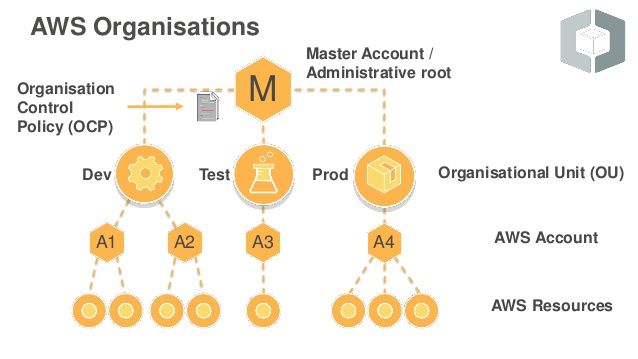 AWS Organisations
Master Account /
Administrative root
M
Organisation
Control
Policy (OCP)
Dev
Test
Prod
Organisational Unit (OU)
A1
A2
A3
A4
AWS Account
AWS Resources